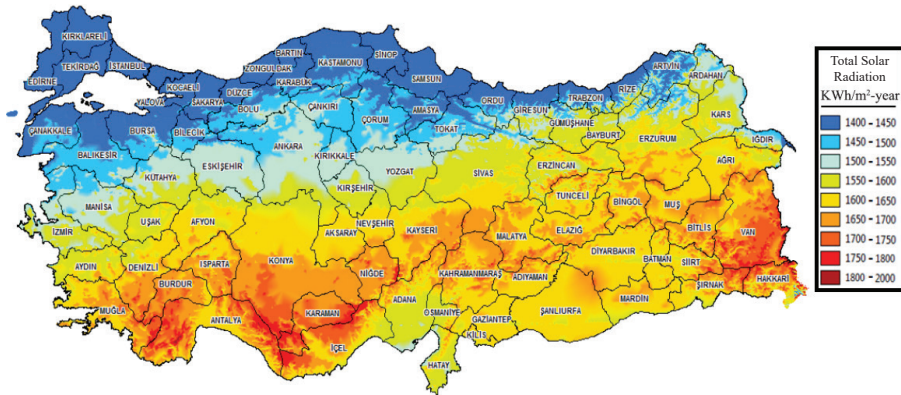 KIRKLARELİ
EDİRNE
TEKİRDAĞ
İSTANBUL
KOCAELİ
YALOVA
SAKARYA
DÜZCE
ZONGULDAK
BARTIN
KARABÜK
KASTAMONU
SİNOP
SAMSUN
BOLU
ÇANKIRI
ÇORUM
AMASYA
TOKAT
ORDU
GİRESUN
TRABZON
RİZE
ARTVİN
ARDAHAN
KARS
GÜMÜŞHANE
BAYBURT
ERZURUM
IĞDIR
AĞRI
ÇANAKKALE
BURSA
BİLECİK
BALIKESİR
KÜTAHYA
ESKİŞEHİR
ANKARA
KIRIKKALE
YOZGAT
SİVAS
ERZİNCAN
TUNCELİ
BİNGÖL
MUŞ
BİTLİS
VAN
MANİSA
İZMİR
UŞAK
AFYON
KIRŞEHİR
NEVŞEHİR
AKSARAY
KAYSERİ
MALATYA
ELAZIĞ
DİYARBAKIR
BATMAN
SİİRT
ŞIRNAK
HAKKARİ
AYDIN
DENİZLİ
ISPARTA
BURDUR
KONYA
NİĞDE
KAHRAMANMARAŞ
ADIYAMAN
MARDİN
MUĞLA
ANTALYA
KARAMAN
İÇEL
ADANA
OSMANİYE
GAZİANTEP
KİLİS
ŞANLIURFA
HATAY
Total Solar
Radiation
KWh/m²-year
1400 - 1450
1450 - 1500
1500 - 1550
1550 - 1600
1600 - 1650
1650 - 1700
1700 - 1750
1750 - 1800
1800 - 2000